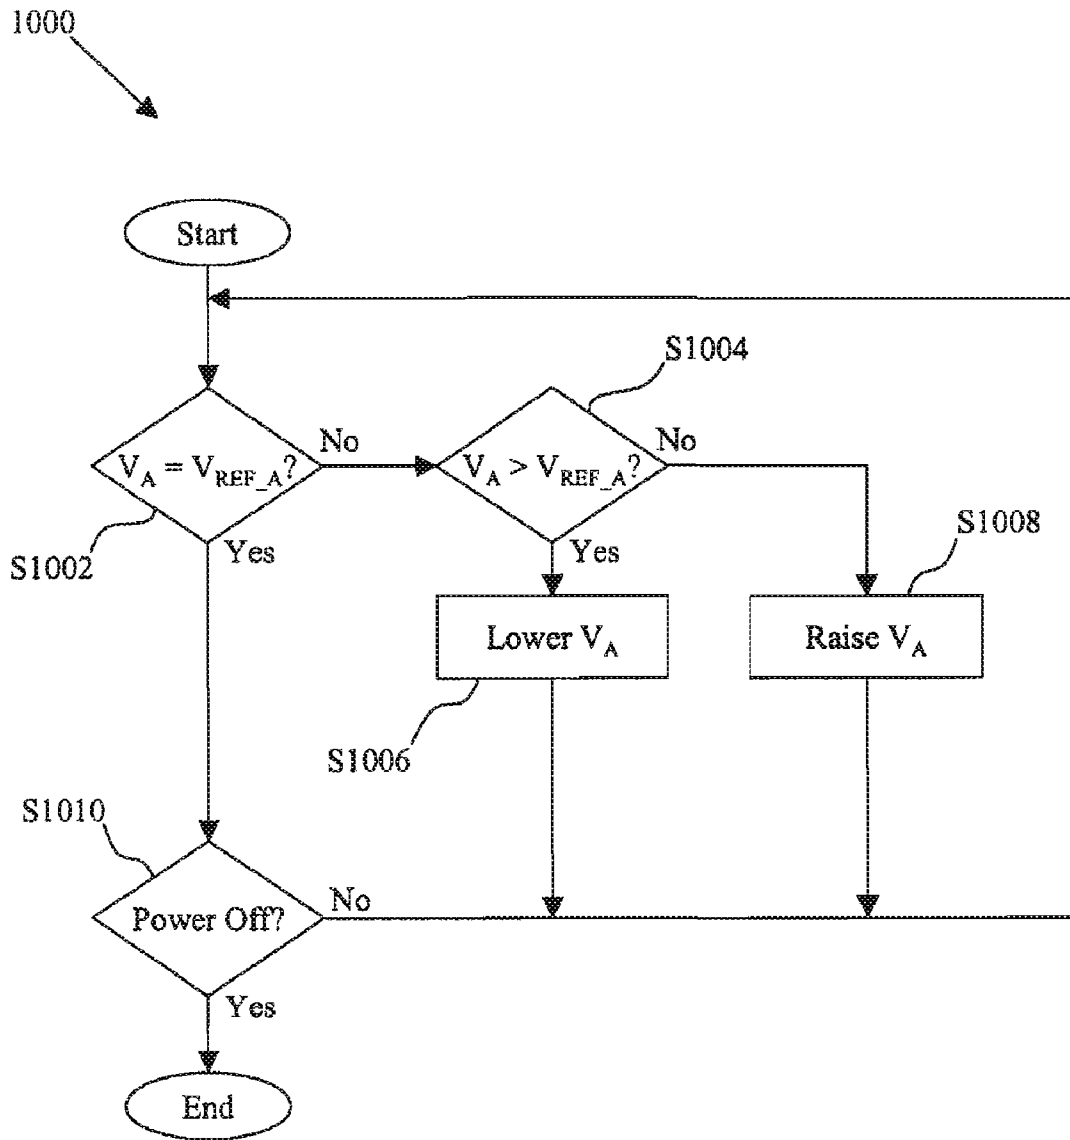 1000
Start
S1004
No
No
V_A = V_REF_A?
V_A > V_REF_A?
S1008
S1002
Yes
Yes
Lower V_A
Raise V_A
S1006
S1010
No
Power Off?
Yes
End